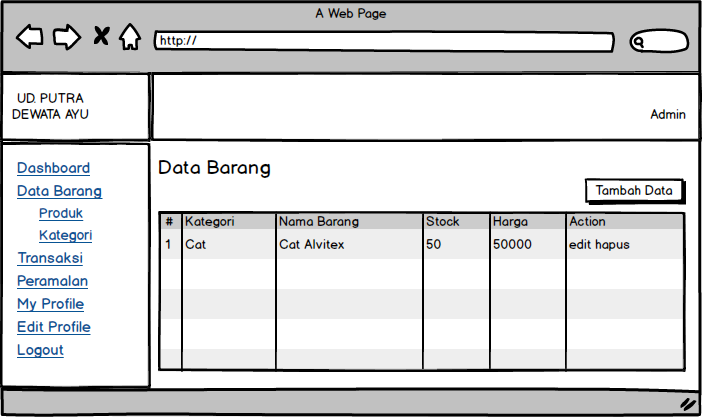 A Web Page
http://
UD. PUTRA
DEWATA AYU
Admin
Dashboard
Data Barang
Produk
Kategori
Transaksi
Peramalan
My Profile
Edit Profile
Logout
Data Barang
Tambah Data
# Kategori Nama Barang Stock Harga Action
1 Cat Cat Alvitex 50 50000 edit hapus